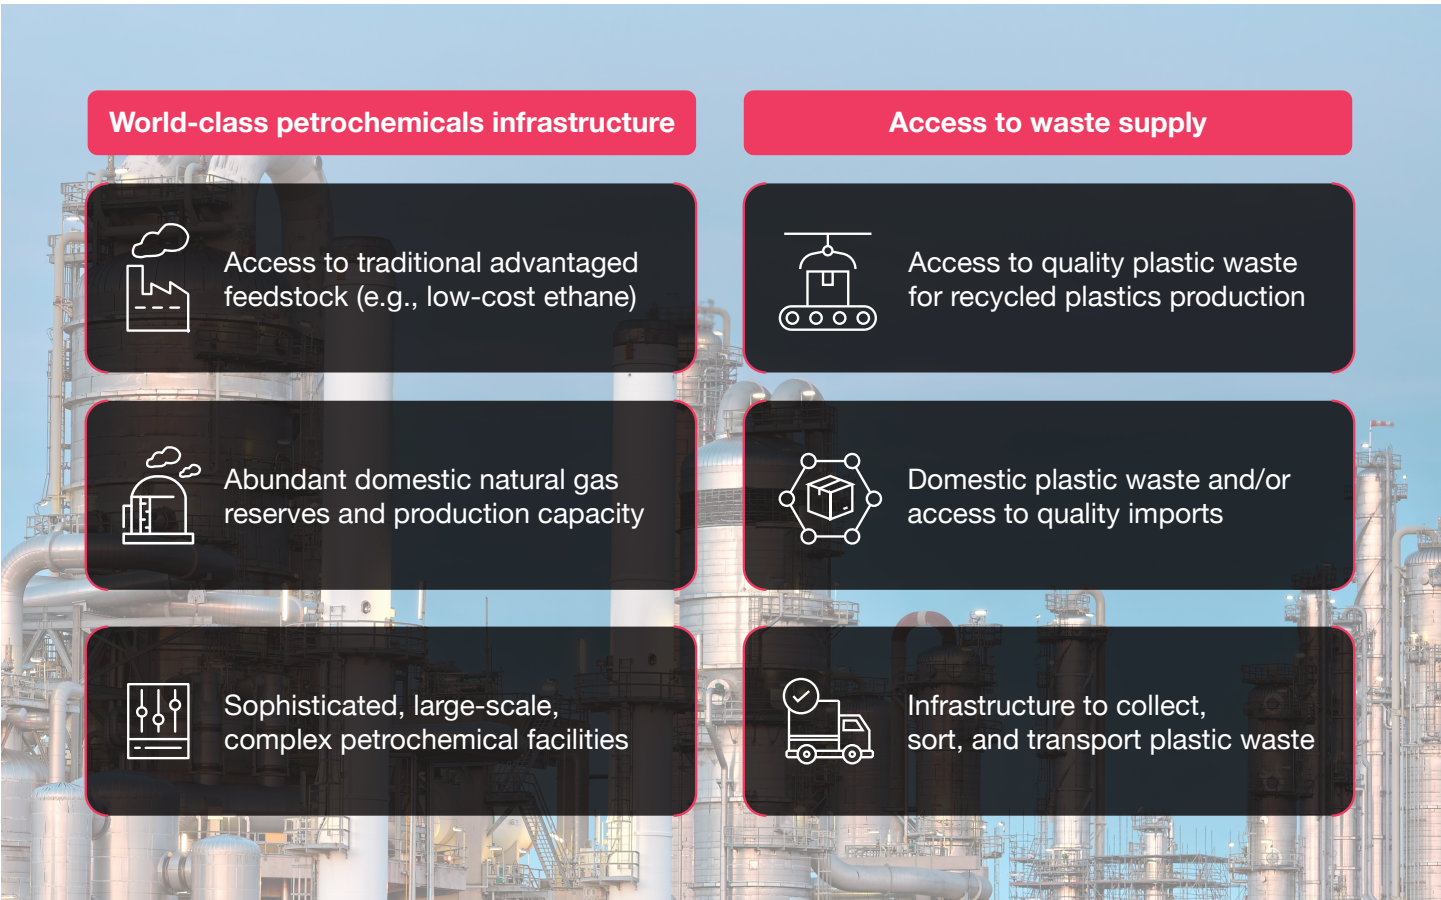 World-class petrochemicals infrastructure
Access to traditional advantaged
feedstock (e.g., low-cost ethane)
Abundant domestic natural gas
reserves and production capacity
Sophisticated, large-scale,
complex petrochemical facilities
Access to waste supply
Access to quality plastic waste
for recycled plastics production
Domestic plastic waste and/or
access to quality imports
Infrastructure to collect,
sort, and transport plastic waste